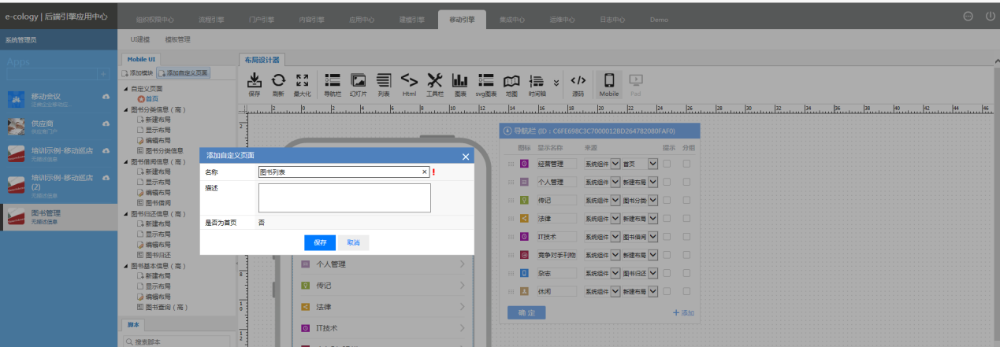 e-cology | 后端引擎应用中心
组织权限中心 流程引擎 门户引擎 内容引擎 应用中心 建模引擎 移动引擎 集成中心 运维中心 日志中心 Demo
系统管理员
UI建模 模板管理
Apps
移动会议
供应商
供应商门户
培训示例-移动巡店
无描述信息
培训示例-移动巡店
(2)
无描述信息
图书管理
无描述信息
Mobile UI
添加模块 添加自定义页面
自定义页面
首页
图书分类信息 ( 高 )
新建布局
显示布局
编辑布局
图书分类信息
图书借阅信息 ( 高 )
新建布局
显示布局
编辑布局
图书借阅
图书归还信息 ( 高 )
新建布局
显示布局
编辑布局
图书归还
图书基本信息 ( 高 )
新建布局
显示布局
编辑布局
图书查询 ( 高 )
脚本
搜索脚本
布局设计器
保存 刷新 最大化 导航栏 幻灯片 列表 Html 工具栏 图表 svg图表 地图 时间轴 源码 Mobile Pad
2 0 2 4 6 8 10 12 14 16 18 20 22 24 26 28 30 32 34 36 38 40 42 44 46
添加自定义页面
名称 图书列表 × !
描述
是否为首页 否
保存 取消
8
10
12
个人管理
传记
法律
IT技术
导航栏 (ID : C6FE698C3C7000012BD264782080FAF0)
图标 显示名称 来源 提示 分组
经营管理 系统组件 首页
个人管理 系统组件 新建布局
传记 系统组件 图书分类
法律 系统组件 新建布局
IT技术 系统组件 图书借阅
竞争对手刊物 系统组件 新建布局
杂志 系统组件 图书归还
休闲 系统组件 新建布局
确 定 + 添加